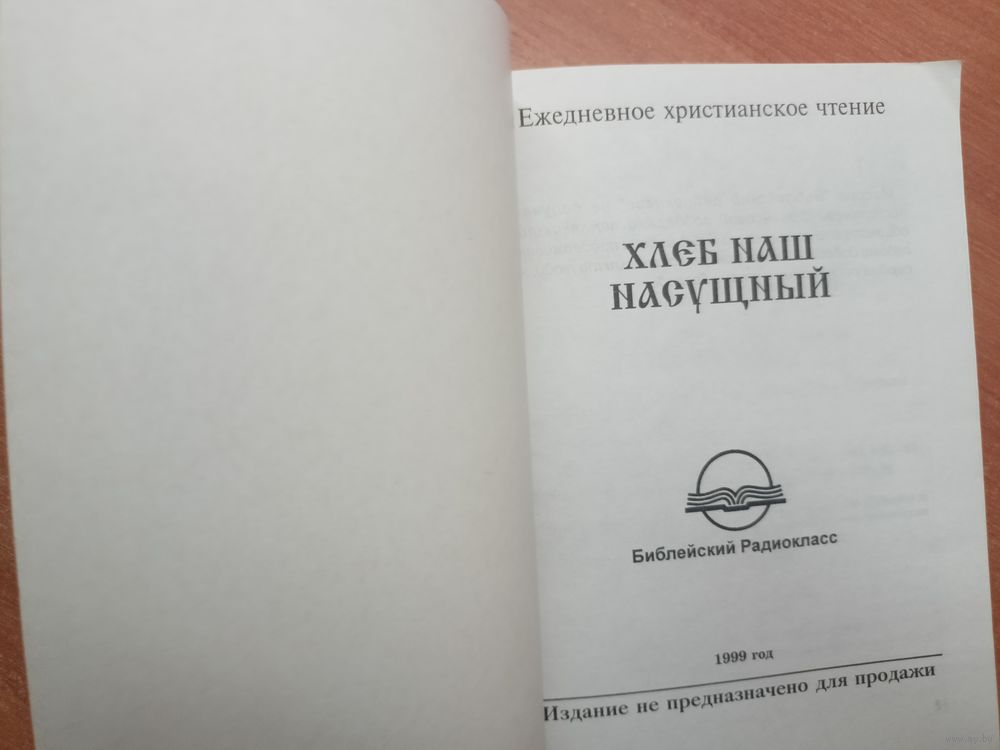 Ежедневное христианское чтение
ХЛЕБ НАШ
НАСУЩНЫЙ
Библейский Радиокласс
1999 год
Издание не предназначено для продажи